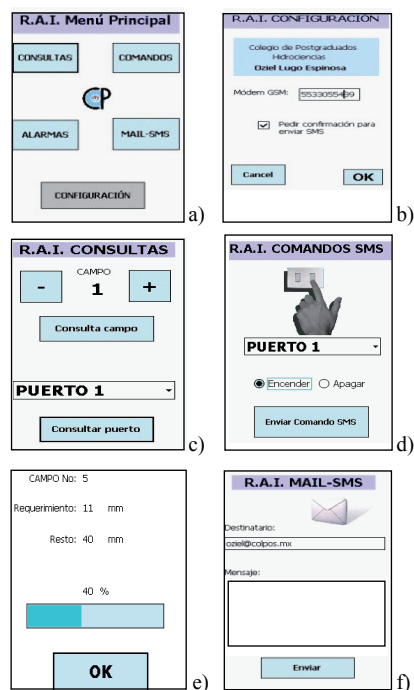 R.A.I. Menú Principal
CONSULTAS
COMANDOS
CP
ALARMAS
MAIL-SMS
CONFIGURACIÓN
a)
R.A.I. CONFIGURACION
Colegio de Postgraduados
Hidrociencias
Oziel Lugo Espinosa
Módem GSM: 5533055499
Pedir confirmación para
enviar SMS
Cancel
OK
b)
R.A.I. CONSULTAS
CAMPO
- 1 +
Consulta campo
PUERTO 1
Consultar puerto
c)
R.A.I. COMANDOS SMS
PUERTO 1
Encender Apagar
Enviar Comando SMS
d)
CAMPO No: 5
Requerimiento: 11 mm
Resto: 40 mm
40 %
OK
e)
R.A.I. MAIL-SMS
Destinatario:
oziel@colpos.mx
Mensaje:
Enviar
f)